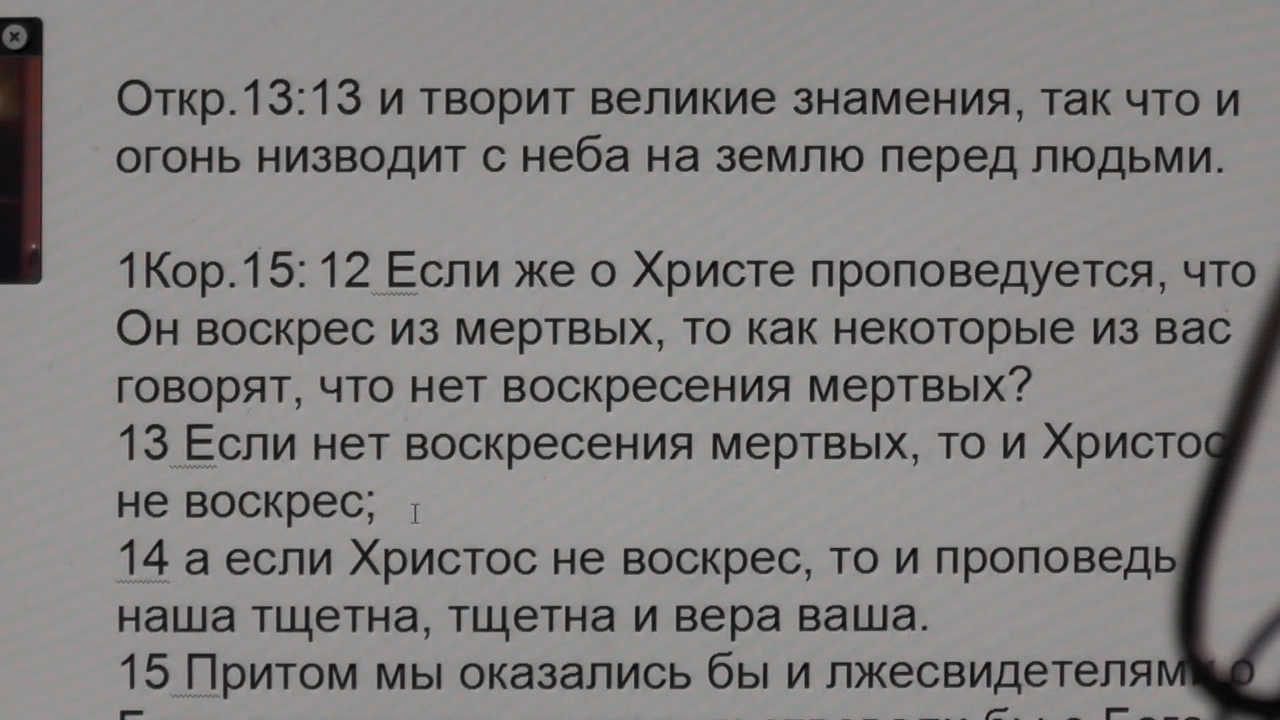 Откр.13:13 и творит великие знамения, так что и
огонь низводит с неба на землю перед людьми.
1Кор.15: 12 Если же о Христе проповедуется, что
Он воскрес из мертвых, то как некоторые из вас
говорят, что нет воскресения мертвых?
13 Если нет воскресения мертвых, то и Христос
не воскрес;
14 а если Христос не воскрес, то и проповедь
наша тщетна, тщетна и вера ваша.
15 Притом мы оказались бы и лжесвидетелями о